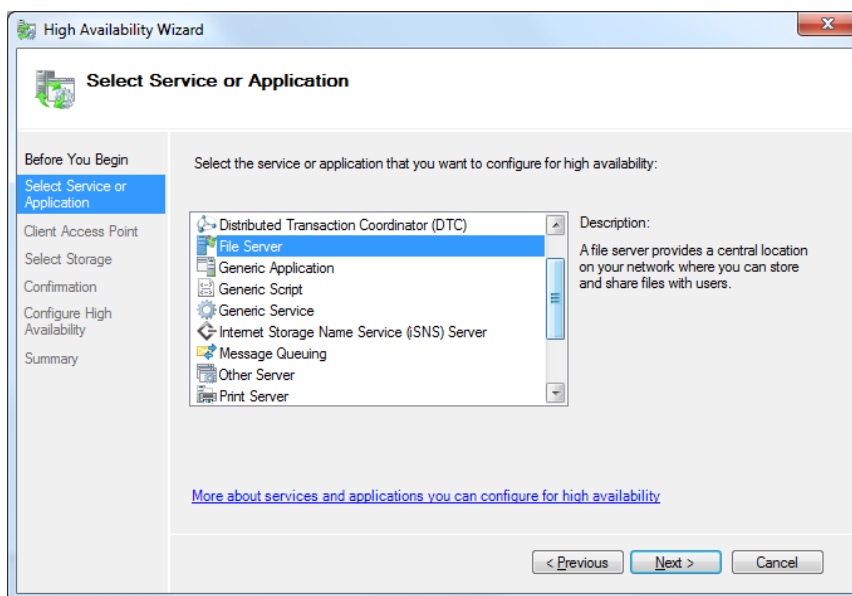 High Availability Wizard
Select Service or Application
Before You Begin
Select Service or
Application
Client Access Point
Select Storage
Confirmation
Configure High
Availability
Summary
Select the service or application that you want to configure for high availability:
Distributed Transaction Coordinator (DTC)
File Server
Generic Application
Generic Script
Generic Service
Internet Storage Name Service (iSNS) Server
Message Queuing
Other Server
Print Server
Description:
A file server provides a central location
on your network where you can store
and share files with users.
More about services and applications you can configure for high availability
< Previous
Next >
Cancel